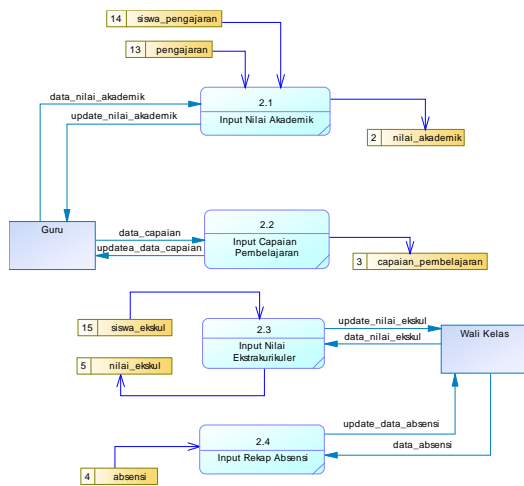 14 siswa_pengajaran
13 pengajaran
data_nilai_akademik
update_nilai_akademik
2.1
Input Nilai Akademik
2 nilai_akademik
Guru
data_capaian
updatea_data_capaian
2.2
Input Capaian
Pembelajaran
3 capaian_pembelajaran
15 siswa_ekskul
5 nilai_ekskul
2.3
Input Nilai
Ekstrakurikuler
update_nilai_ekskul
data_nilai_ekskul
Wali Kelas
2.4
Input Rekap Absensi
update_data_absensi
data_absensi
4 absensi